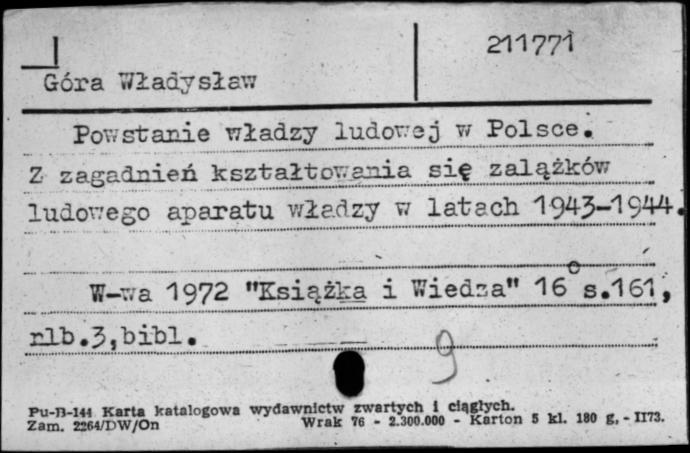 211771
Góra Władysław
Powstanie władzy ludowej w Polsce.
Z zagadnień kształtowania się zalążków
ludowego aparatu władzy w latach 1943-1944.
W-wa 1972 "Książka i Wiedza" 16° s.161,
nlb.3,bibl.
9
Pu-B-144 Karta katalogowa wydawnictw zwartych i ciągłych.
Zam. 2264/DW/On Wrak 76 - 2.300.000 - Karton 5 kl. 180 g. - II73.